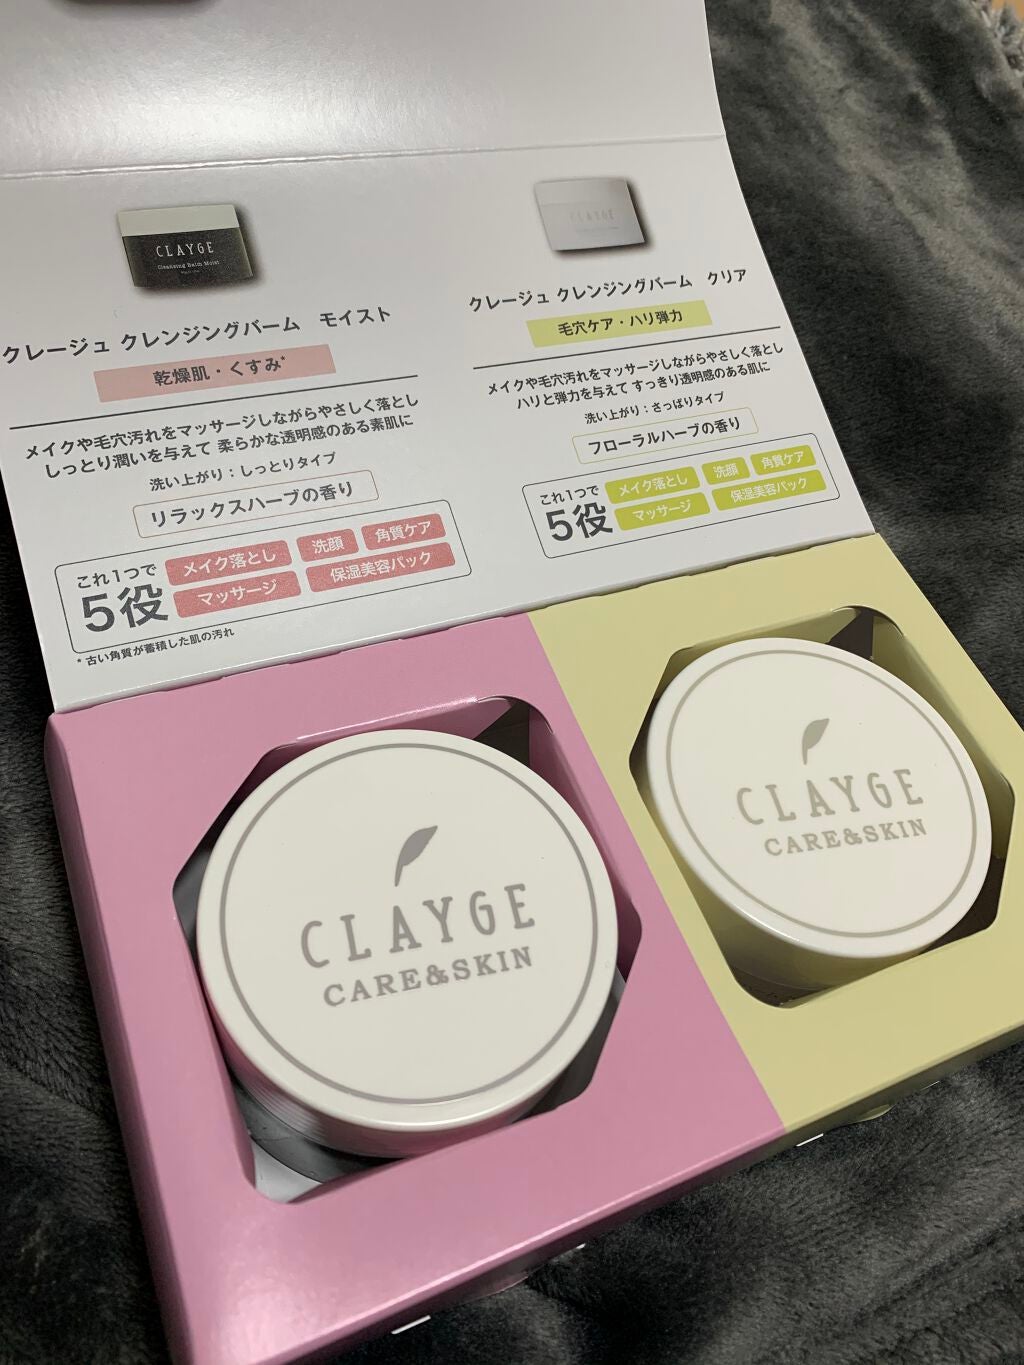 CLAYGE
Cleansing Balm Moist
クレージュ クレンジングバーム モイスト
乾燥肌・くすみ*
メイクや毛穴汚れをマッサージしながらやさしく落とし
しっとり潤いを与えて 柔らかな透明感のある素肌に
洗い上がり：しっとりタイプ
リラックスハーブの香り
これ1つで
5役
メイク落とし 洗顔 角質ケア
マッサージ 保湿美容パック
* 古い角質が蓄積した肌の汚れ
CLAYGE
クレージュ クレンジングバーム クリア
毛穴ケア・ハリ弾力
メイクや毛穴汚れをマッサージしながらやさしく落とし
ハリと弾力を与えて すっきり透明感のある肌に
洗い上がり：さっぱりタイプ
フローラルハーブの香り
これ1つで
5役
メイク落とし 洗顔 角質ケア
マッサージ 保湿美容パック
CLAYGE
CARE&SKIN
CLAYGE
CARE&SKIN